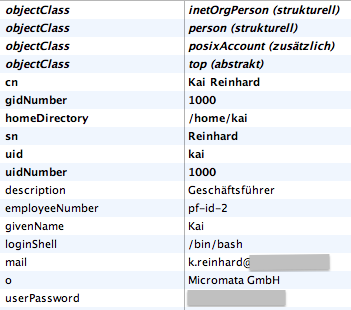 objectClass inetOrgPerson (strukturell)
objectClass person (strukturell)
objectClass posixAccount (zusätzlich)
objectClass top (abstrakt)
cn Kai Reinhard
gidNumber 1000
homeDirectory /home/kai
sn Reinhard
uid kai
uidNumber 1000
description Geschäftsführer
employeeNumber pf-id-2
givenName Kai
loginShell /bin/bash
mail k.reinhard@
o Micromata GmbH
userPassword